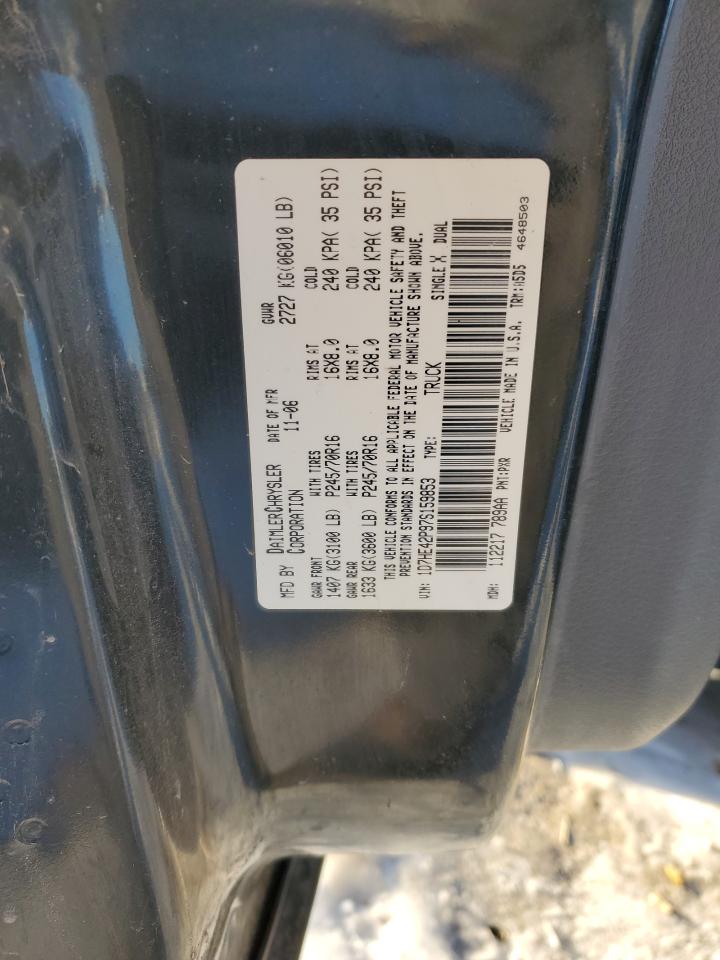 MFD BY DAIMLERCHRYSLER CORPORATION DATE OF MFR 11-06 GVWR 2727 KG(06010 LB)
GAWR FRONT WITH TIRES RIMS AT COLD
1407 KG(3100 LB) P245/70R16 16X8.0 240 KPA( 35 PSI)
GAWR REAR WITH TIRES RIMS AT COLD
1633 KG(3600 LB) P245/70R16 16X8.0 240 KPA( 35 PSI)
THIS VEHICLE CONFORMS TO ALL APPLICABLE FEDERAL MOTOR VEHICLE SAFETY AND THEFT
PREVENTION STANDARDS IN EFFECT ON THE DATE OF MANUFACTURE SHOWN ABOVE.
VIN: 1D7HE42P97S159853 TYPE: TRUCK SINGLE X DUAL
MDH: 112217 789AA PNT:PXR VEHICLE MADE IN U.S.A. TRM:A5D5
4648503